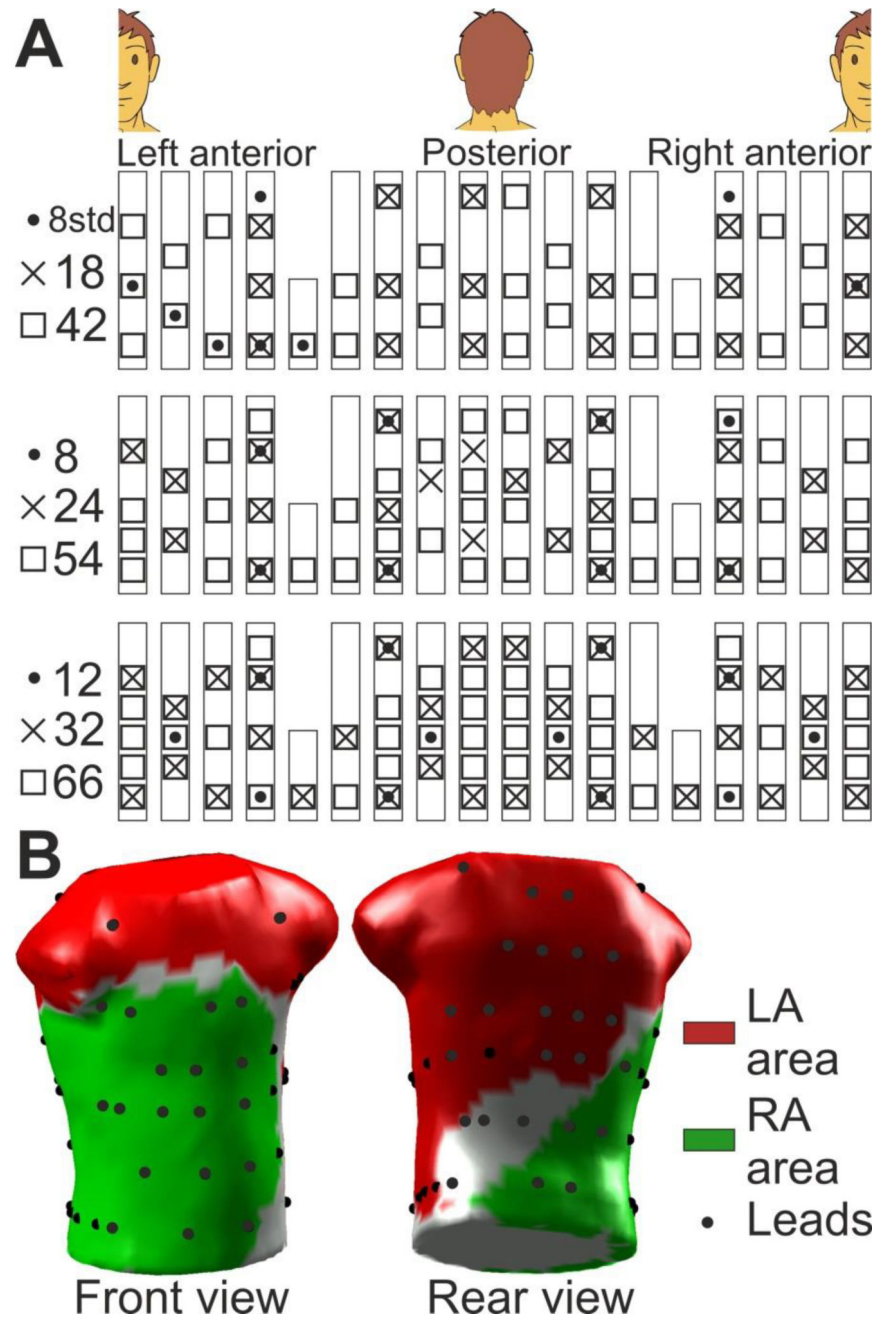 A
Left anterior
Posterior
Right anterior
8std
18
42
8
24
54
12
32
66
B
LA
area
RA
area
Leads
Front view
Rear view